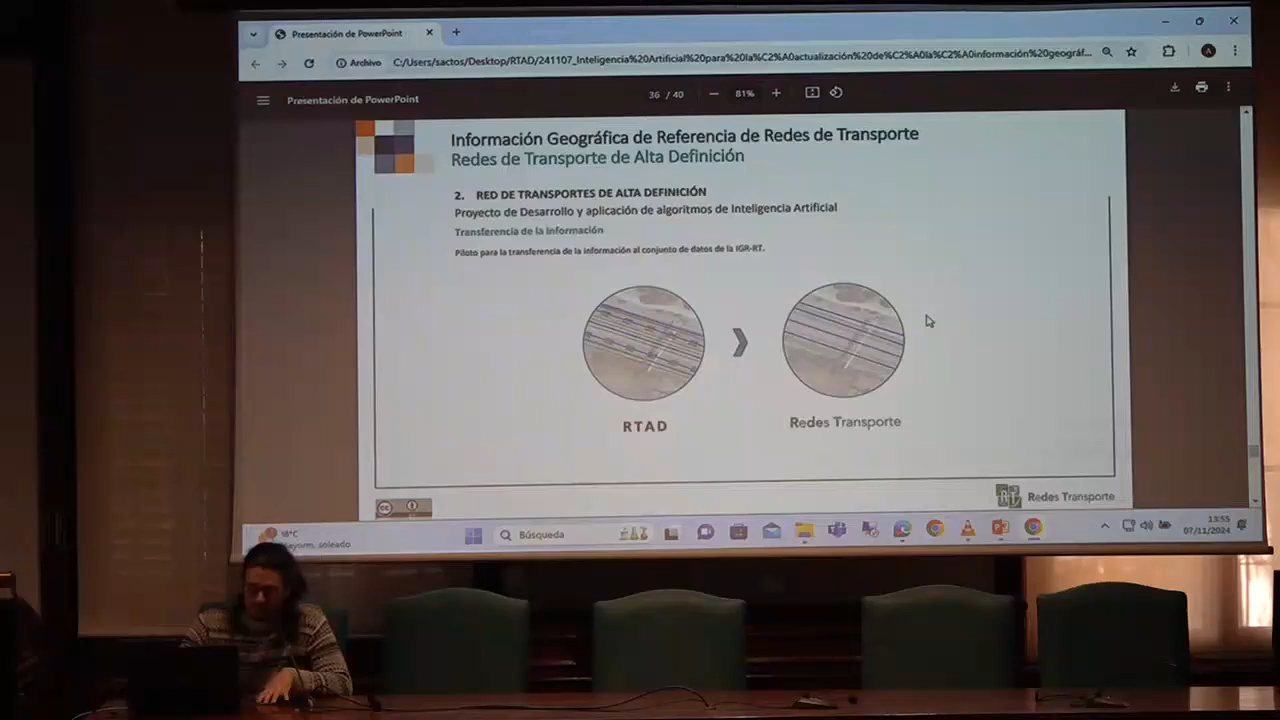 Presentación de PowerPoint
Archivo C:/Users/sactos/Desktop/RTAD/241107_Inteligencia%20Artificial%20para%20la%C2%A0actualización%20de%C2%A0la%C2%A0información%20geográf...
Presentación de PowerPoint 36 / 40 81%
Información Geográfica de Referencia de Redes de Transporte
Redes de Transporte de Alta Definición
2. RED DE TRANSPORTES DE ALTA DEFINICIÓN
Proyecto de Desarrollo y aplicación de algoritmos de Inteligencia Artificial
Transferencia de la Información
Piloto para la transferencia de la información al conjunto de datos de la IGR-RT.
RTAD
Redes Transporte
cc
Redes Transporte
18°C
Mayorm. soleado
Búsqueda
13:55
07/11/2024